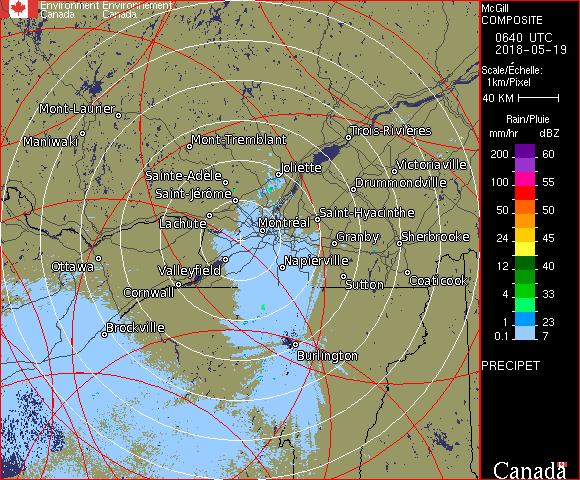 Environment Environnement
Canada Canada
McGill
COMPOSITE
0640 UTC
2018-05-19
Scale/Échelle:
1km/Pixel
40 KM
Rain/Pluie
mm/hr dBZ
200 60
100 55
50 50
24 45
12 40
4 33
1 23
0.1 7
PRECIPET
Canada
Mont-Laurier
Maniwaki
Mont-Tremblant
Trois-Rivières
Sainte-Adele
Joliette
Victoriaville
Saint-Jérôme
Drummondville
Lachute
Montréal
Saint-Hyacinthe
Granby
Sherbrooke
Ottawa
Valleyfield
Napierville
Cornwall
Sutton
Coaticook
Brockville
Burlington